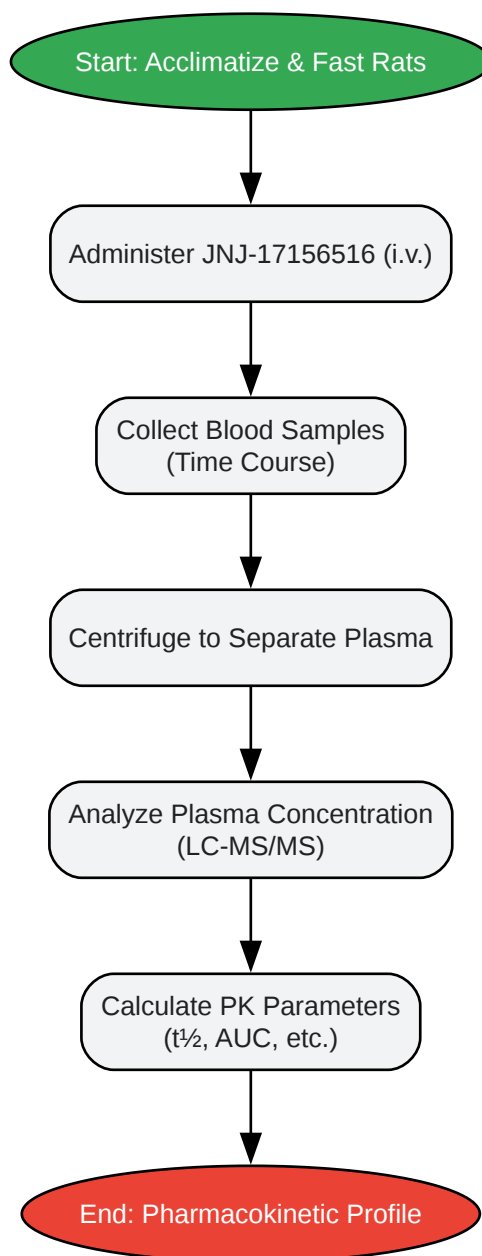 Start: Acclimatize & Fast Rats
Administer JNJ-17156516 (i.v.)
Collect Blood Samples
(Time Course)
Centrifuge to Separate Plasma
Analyze Plasma Concentration
(LC-MS/MS)
Calculate PK Parameters
(t½, AUC, etc.)
End: Pharmacokinetic Profile